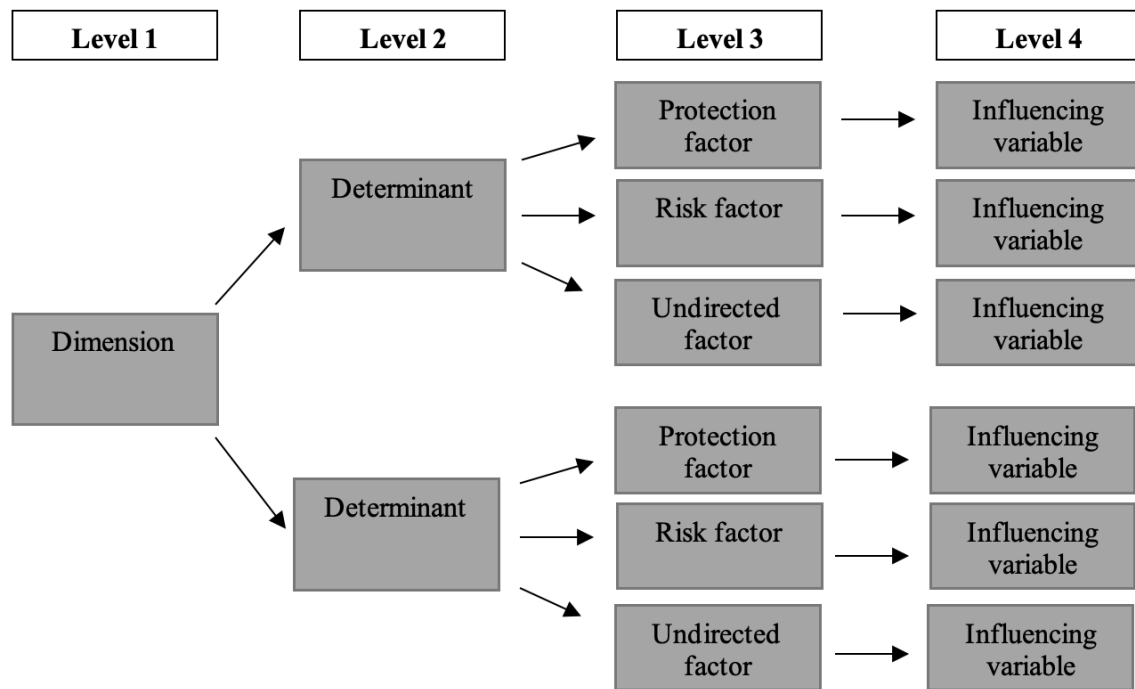 Level 1
Level 2
Level 3
Level 4
Protection
factor
Influencing
variable
Determinant
Risk factor
Influencing
variable
Undirected
factor
Influencing
variable
Dimension
Protection
factor
Influencing
variable
Determinant
Risk factor
Influencing
variable
Undirected
factor
Influencing
variable